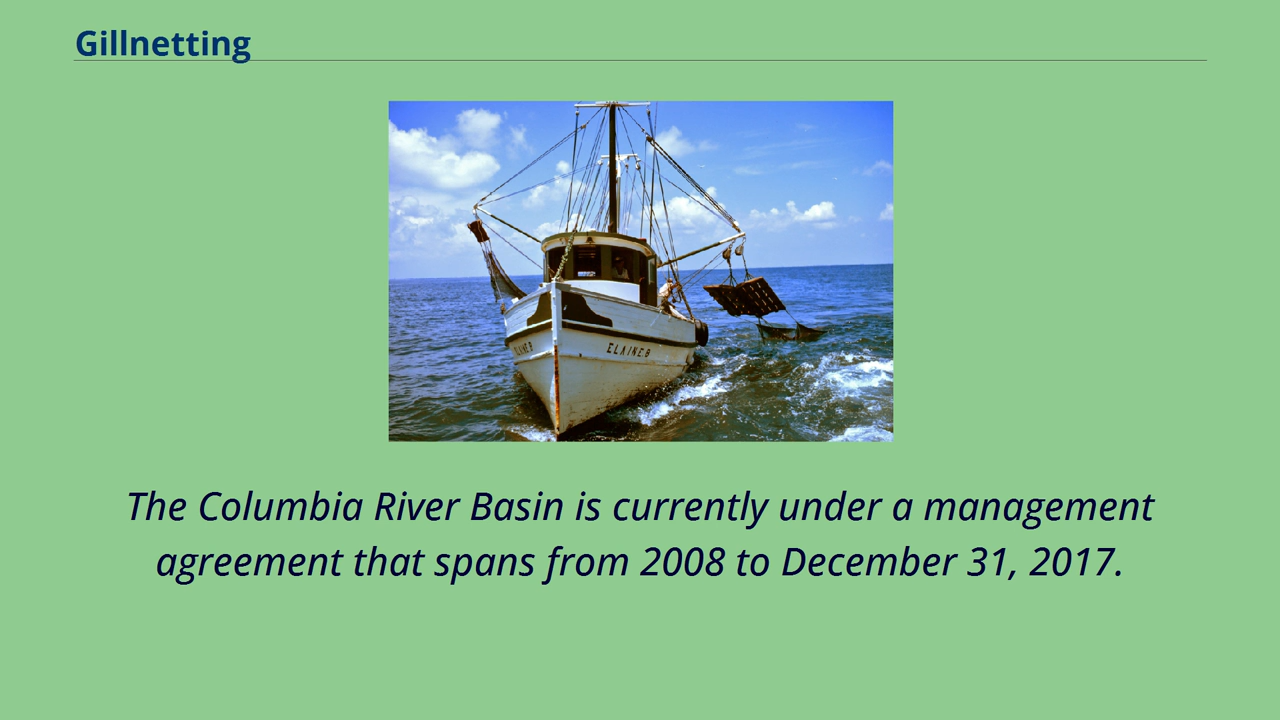 Gillnetting
ELAINE B
ELAINE B
The Columbia River Basin is currently under a management
agreement that spans from 2008 to December 31, 2017.